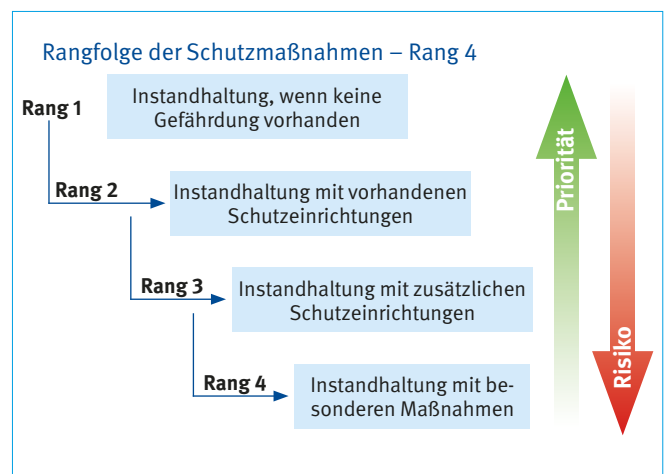 Rangfolge der Schutzmaßnahmen – Rang 4
Rang 1
Instandhaltung, wenn keine
Gefährdung vorhanden
Rang 2
Instandhaltung mit vorhandenen
Schutzeinrichtungen
Rang 3
Instandhaltung mit zusätzlichen
Schutzeinrichtungen
Rang 4
Instandhaltung mit be-
sonderen Maßnahmen
Priorität
Risiko